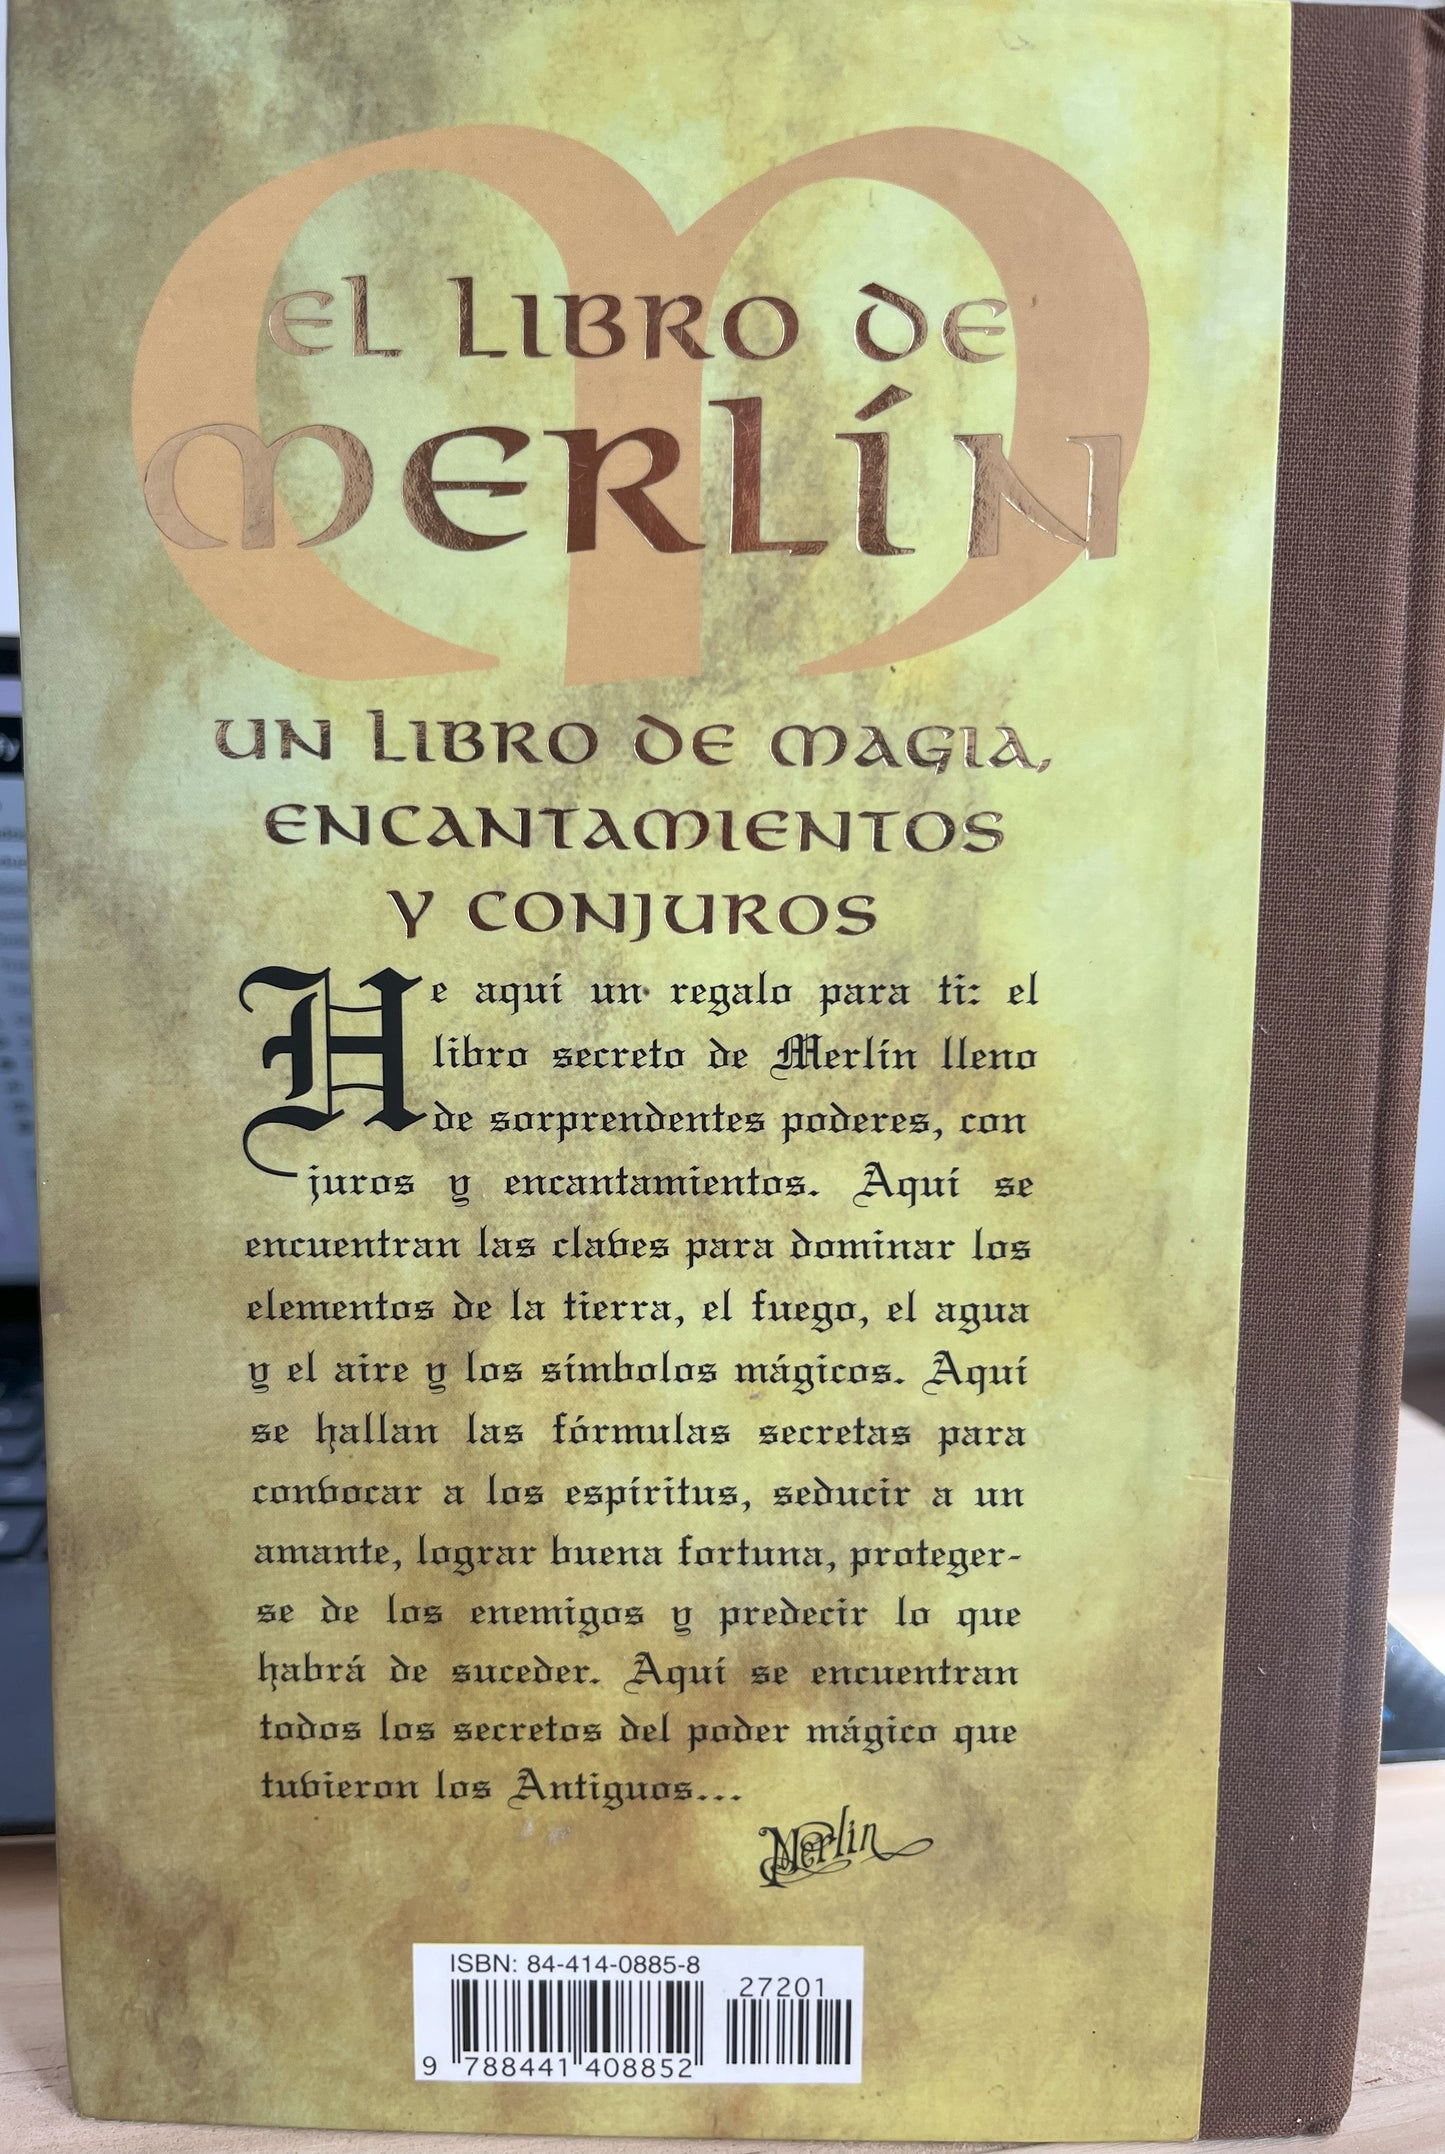 EL LIBRO DE
MERLÍN
UN LIBRO DE MAGIA,
ENCANTAMIENTOS
Y CONJUROS
He aquí un regalo para ti: el
libro secreto de Merlín lleno
de sorprendentes poderes, con
juros y encantamientos. Aquí se
encuentran las claves para dominar los
elementos de la tierra, el fuego, el agua
y el aire y los símbolos mágicos. Aquí
se hallan las fórmulas secretas para
convocar a los espíritus, seducir a un
amante, lograr buena fortuna, proteger-
se de los enemigos y predecir lo que
habrá de suceder. Aquí se encuentran
todos los secretos del poder mágico que
tuvieron los Antiguos...
Merlin
ISBN: 84-414-0885-8
27201
9 788441 408852